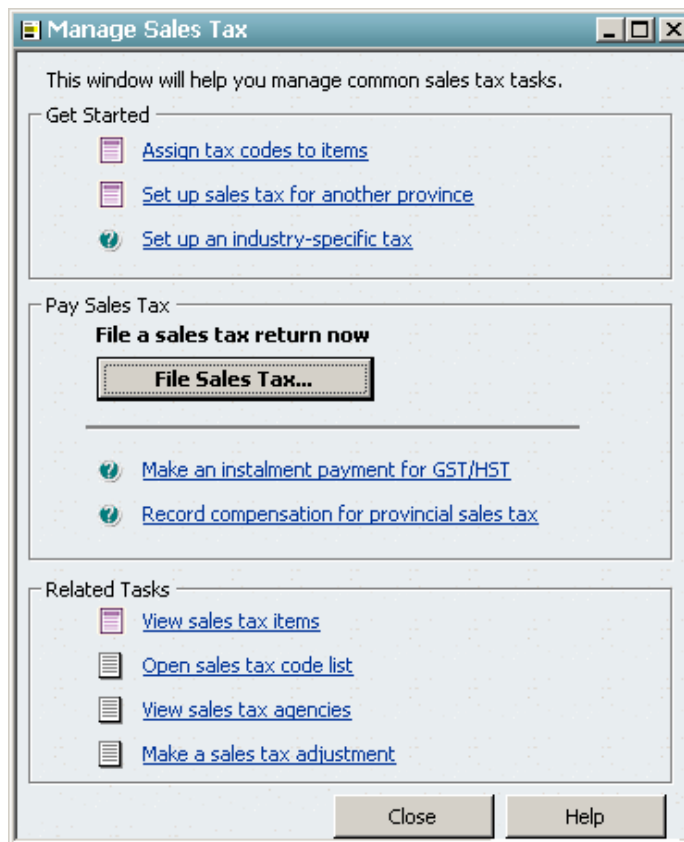 Manage Sales Tax
This window will help you manage common sales tax tasks.
Get Started
Assign tax codes to items
Set up sales tax for another province
Set up an industry-specific tax
Pay Sales Tax
File a sales tax return now
File Sales Tax...
Make an instalment payment for GST/HST
Record compensation for provincial sales tax
Related Tasks
View sales tax items
Open sales tax code list
View sales tax agencies
Make a sales tax adjustment
Close Help